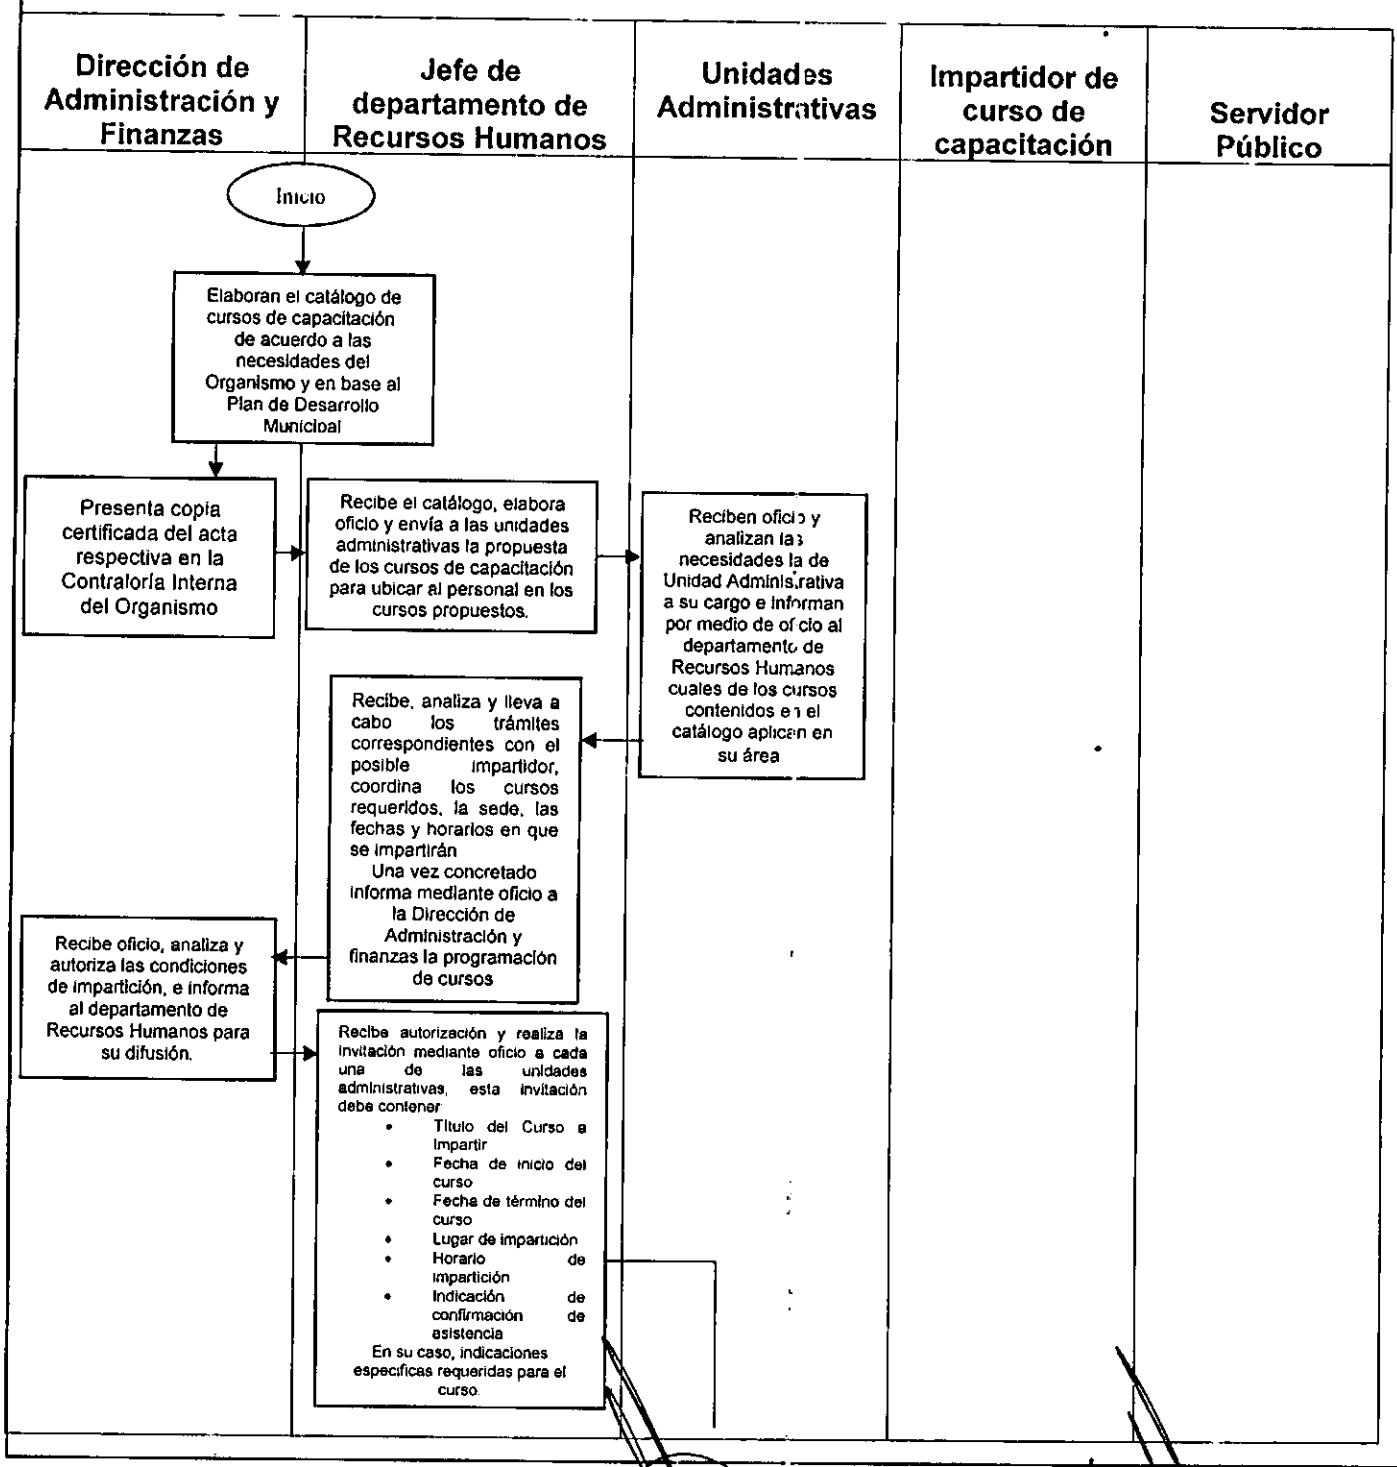 Dirección de
Administración y
Finanzas
Jefe de
departamento de
Recursos Humanos
Unidades
Administrativas
Impartidor de
curso de
capacitación
Servidor
Público
Inicio
Elaboran el catálogo de
cursos de capacitación
de acuerdo a las
necesidades del
Organismo y en base al
Plan de Desarrollo
Municipal
Presenta copia
certificada del acta
respectiva en la
Contraloría Interna
del Organismo
Recibe el catálogo, elabora
oficio y envía a las unidades
administrativas la propuesta
de los cursos de capacitación
para ubicar al personal en los
cursos propuestos.
Reciben oficio y
analizan las
necesidades la de
Unidad Administrativa
a su cargo e informan
por medio de oficio al
departamento de
Recursos Humanos
cuales de los cursos
contenidos en el
catálogo aplican en
su área
Recibe, analiza y lleva a
cabo los trámites
correspondientes con el
posible impartidor,
coordina los cursos
requeridos, la sede, las
fechas y horarios en que
se impartirán
Una vez concretado
informa mediante oficio a
la Dirección de
Administración y
finanzas la programación
de cursos
Recibe oficio, analiza y
autoriza las condiciones
de impartición, e informa
al departamento de
Recursos Humanos para
su difusión.
Recibe autorización y realiza la
invitación mediante oficio a cada
una de las unidades
administrativas, esta invitación
debe contener
• Título del Curso a
Impartir
• Fecha de inicio del
curso
• Fecha de término del
curso
• Lugar de impartición
• Horario de
impartición
• Indicación de
confirmación de
asistencia
En su caso, indicaciones
especificas requeridas para el
curso.